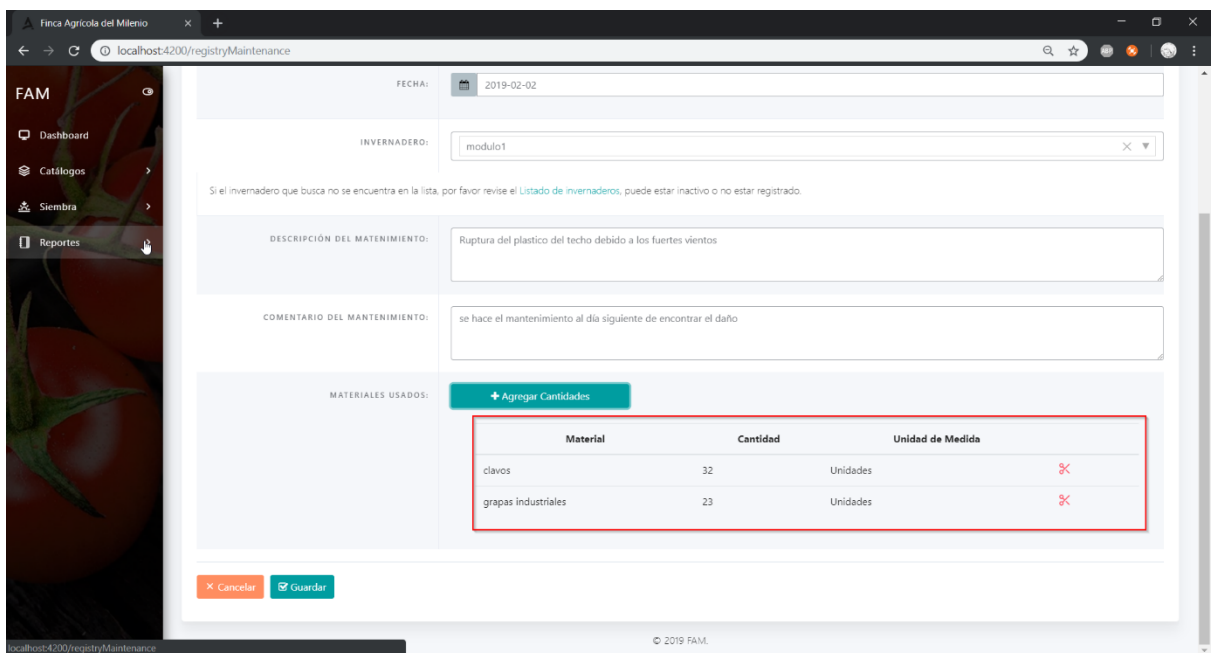 Finca Agrícola del Milenio
localhost:4200/registryMaintenance
FAM
Dashboard
Catálogos
Siembra
Reportes
FECHA:
2019-02-02
INVERNADERO:
modulo1
Si el invernadero que busca no se encuentra en la lista, por favor revise el Listado de invernaderos, puede estar inactivo o no estar registrado.
DESCRIPCIÓN DEL MATENIMIENTO:
Ruptura del plastico del techo debido a los fuertes vientos
COMENTARIO DEL MANTENIMIENTO:
se hace el mantenimiento al día siguiente de encontrar el daño
MATERIALES USADOS:
Agregar Cantidades
Material Cantidad Unidad de Medida
clavos 32 Unidades
grapas industriales 23 Unidades
Cancelar Guardar
© 2019 FAM.
localhost:4200/registryMaintenance